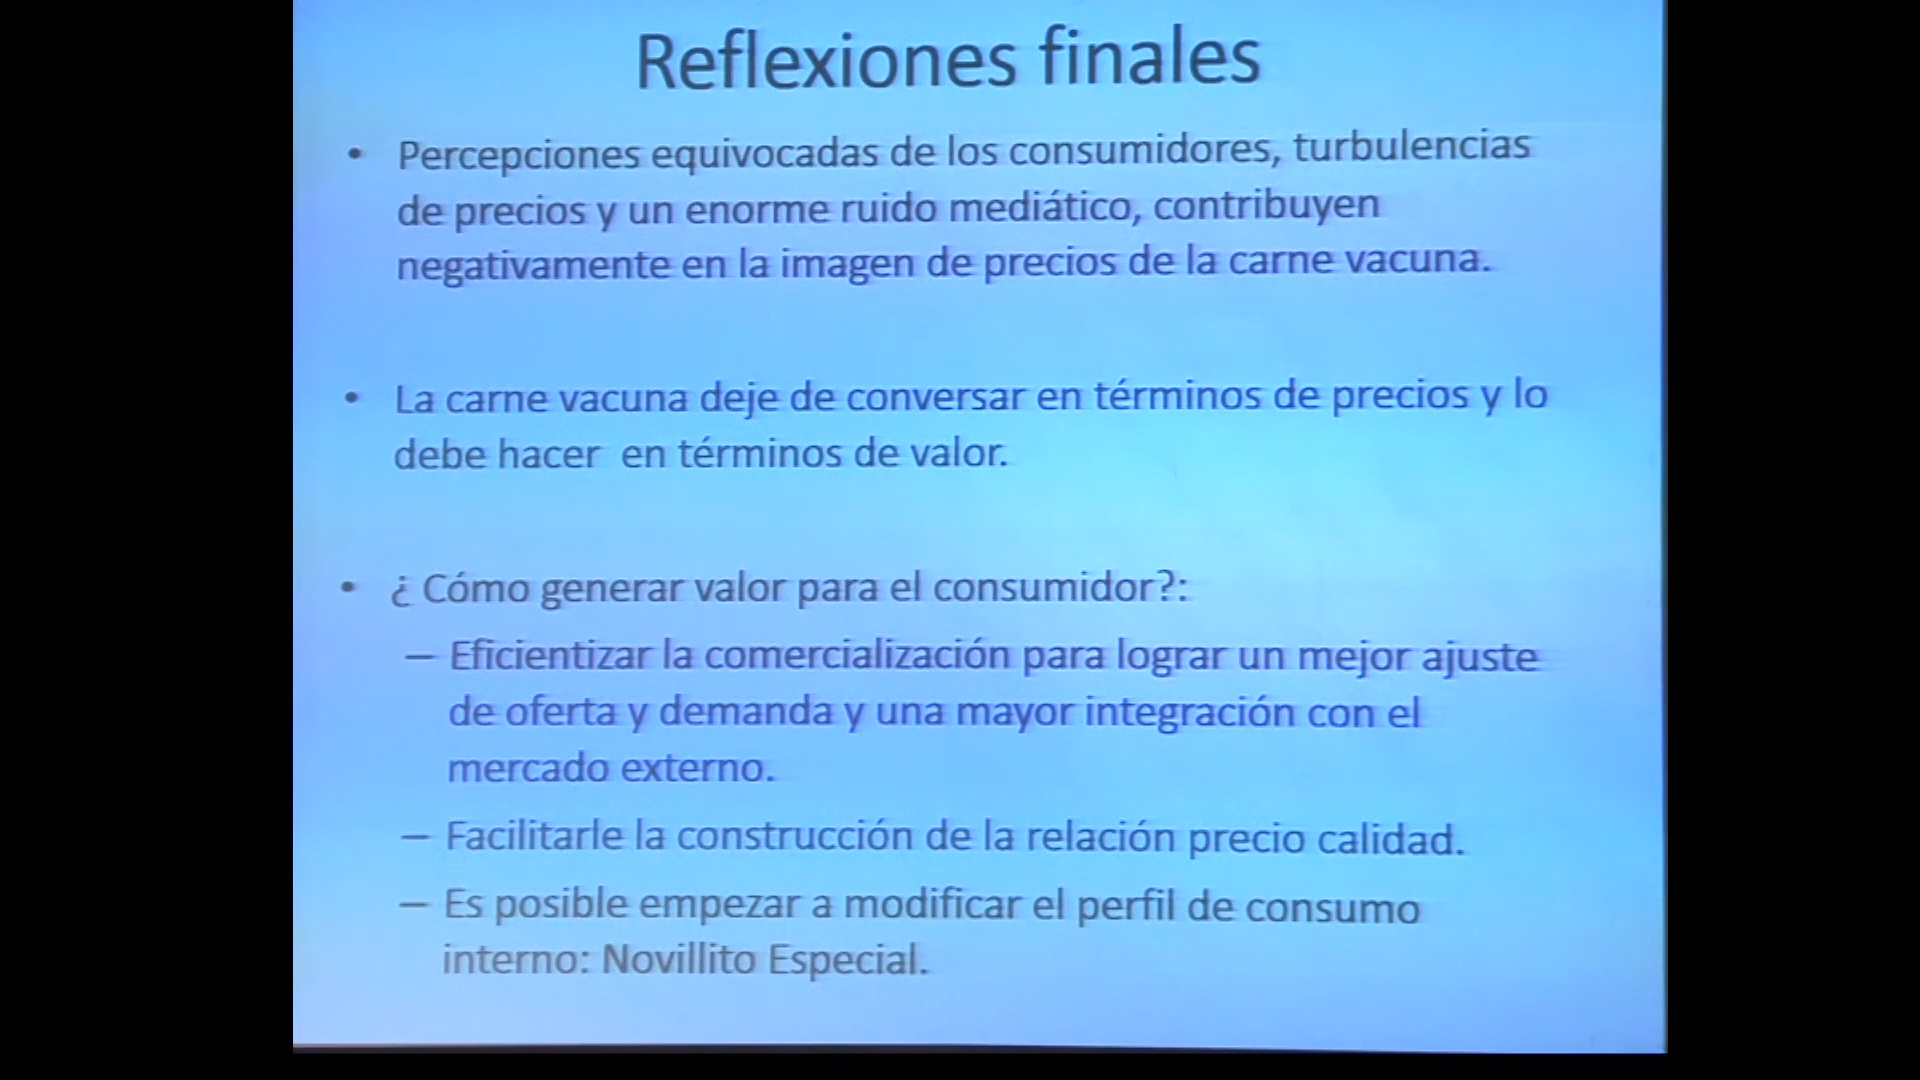 Reflexiones finales
• Percepciones equivocadas de los consumidores, turbulencias
de precios y un enorme ruido mediático, contribuyen
negativamente en la imagen de precios de la carne vacuna.
• La carne vacuna deje de conversar en términos de precios y lo
debe hacer  en términos de valor.
• ¿ Cómo generar valor para el consumidor?:
– Eficientizar la comercialización para lograr un mejor ajuste
de oferta y demanda y una mayor integración con el
mercado externo.
– Facilitarle la construcción de la relación precio calidad.
– Es posible empezar a modificar el perfil de consumo
interno: Novillito Especial.